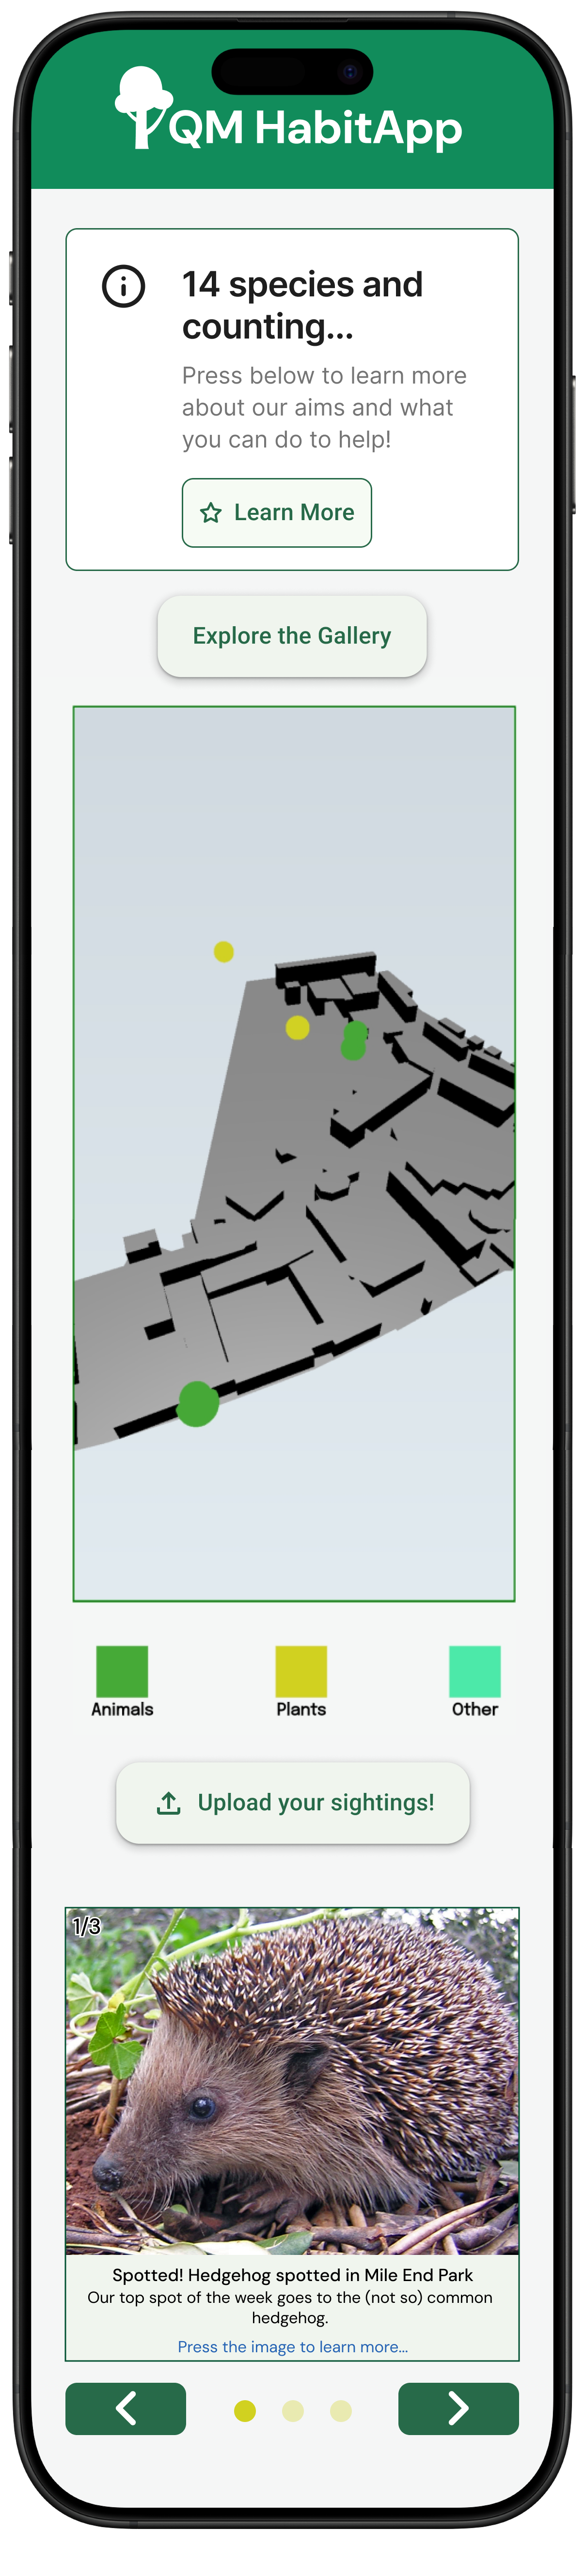 QM HabitApp
14 species and
counting...
Press below to learn more
about our aims and what
you can do to help!
Learn More
Explore the Gallery
Animals
Plants
Other
Upload your sightings!
1/3
Spotted! Hedgehog spotted in Mile End Park
Our top spot of the week goes to the (not so) common
hedgehog.
Press the image to learn more...